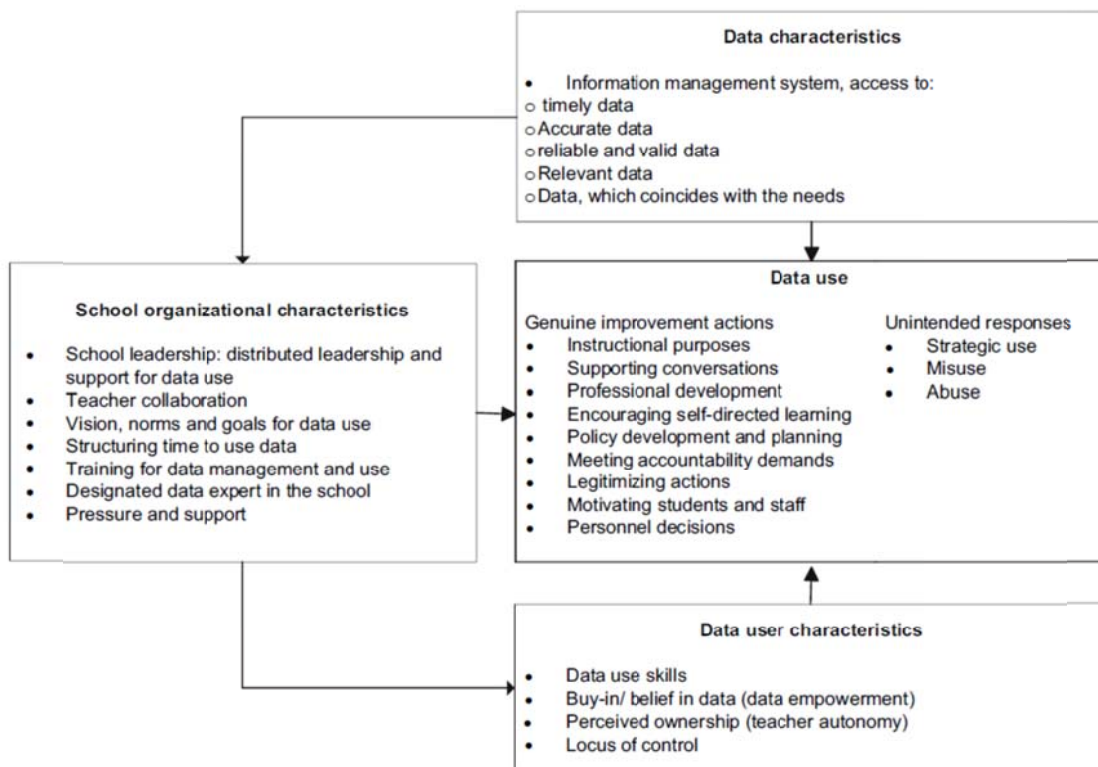 Data characteristics
• Information management system, access to:
o timely data
o Accurate data
o reliable and valid data
o Relevant data
o Data, which coincides with the needs
School organizational characteristics
• School leadership: distributed leadership and
support for data use
• Teacher collaboration
• Vision, norms and goals for data use
• Structuring time to use data
• Training for data management and use
• Designated data expert in the school
• Pressure and support
Data use
Genuine improvement actions
• Instructional purposes
• Supporting conversations
• Professional development
• Encouraging self-directed learning
• Policy development and planning
• Meeting accountability demands
• Legitimizing actions
• Motivating students and staff
• Personnel decisions
Unintended responses
• Strategic use
• Misuse
• Abuse
Data user characteristics
• Data use skills
• Buy-in/ belief in data (data empowerment)
• Perceived ownership (teacher autonomy)
• Locus of control